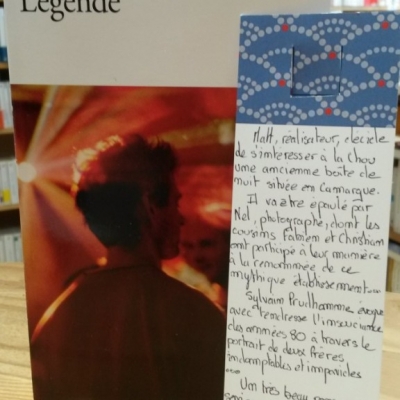 Légende
Matt, réalisateur, décide
de s'intéresser à la Chou
une ancienne boîte de
nuit située en Camargue.
Il va être épaulé par
Nel, photographe, dont les
cousins Fabien et Christian
ont participé à leur manière
à la renommée de ce
mythique établissement...
Sylvain Prudhomme évoque
avec tendresse l'insouciance
des années 80 à travers le
portrait de deux frères
indomptables et impavides
...
Un très beau